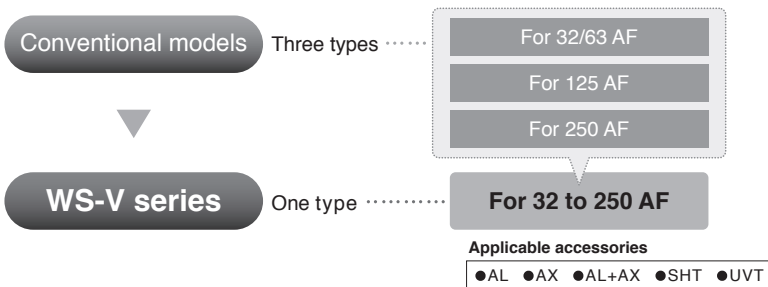 Conventional models Three types ······ For 32/63 AF
For 125 AF
For 250 AF
WS-V series One type ··········· For 32 to 250 AF
Applicable accessories
●AL ●AX ●AL+AX ●SHT ●UVT